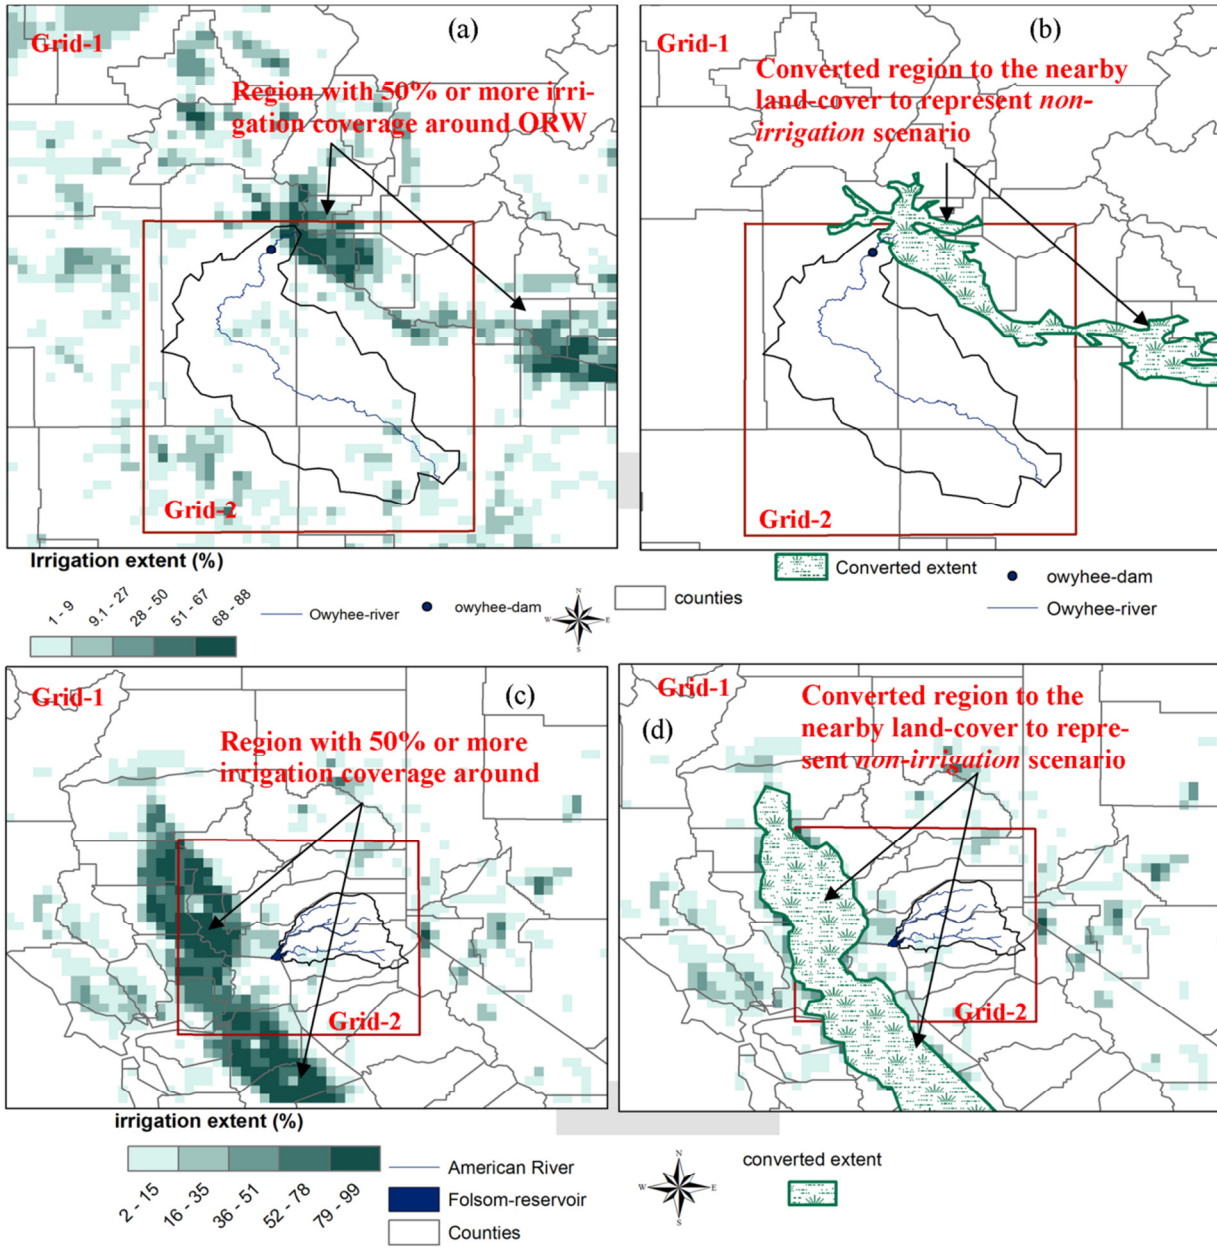 Grid-1
(a)
Region with 50% or more irri-
gation coverage around ORW
Grid-2
Grid-1
(b)
Converted region to the nearby
land-cover to represent non-
irrigation scenario
Grid-2
Irrigation extent (%)
1 - 9
9.1 - 27
28 - 50
51 - 67
68 - 88
Owyhee-river
owyhee-dam
N
W
E
S
counties
Converted extent
owyhee-dam
Owyhee-river
Grid-1
(c)
Region with 50% or more
irrigation coverage around
Grid-2
Grid-1
(d)
Converted region to the
nearby land-cover to repre-
sent non-irrigation scenario
Grid-2
irrigation extent (%)
2 - 15
16 - 35
36 - 51
52 - 78
79 - 99
American River
Folsom-reservoir
Counties
N
W
E
S
converted extent